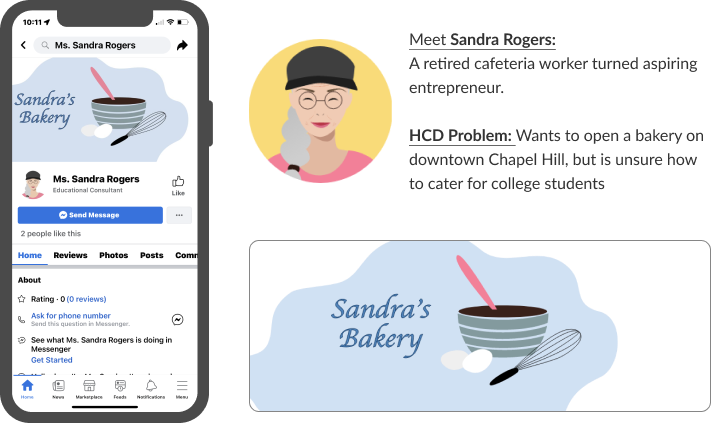 10:11
Ms. Sandra Rogers
Sandra's
Bakery
Ms. Sandra Rogers
Educational Consultant
Like
Send Message
2 people like this
Home Reviews Photos Posts Comm
About
Rating · 0 (0 reviews)
Ask for phone number
Send this question in Messenger.
See what Ms. Sandra Rogers is doing in
Messenger
Get Started
Home News Marketplace Feeds Notifications Menu
Meet Sandra Rogers:
A retired cafeteria worker turned aspiring
entrepreneur.
HCD Problem: Wants to open a bakery on
downtown Chapel Hill, but is unsure how
to cater for college students
Sandra's
Bakery